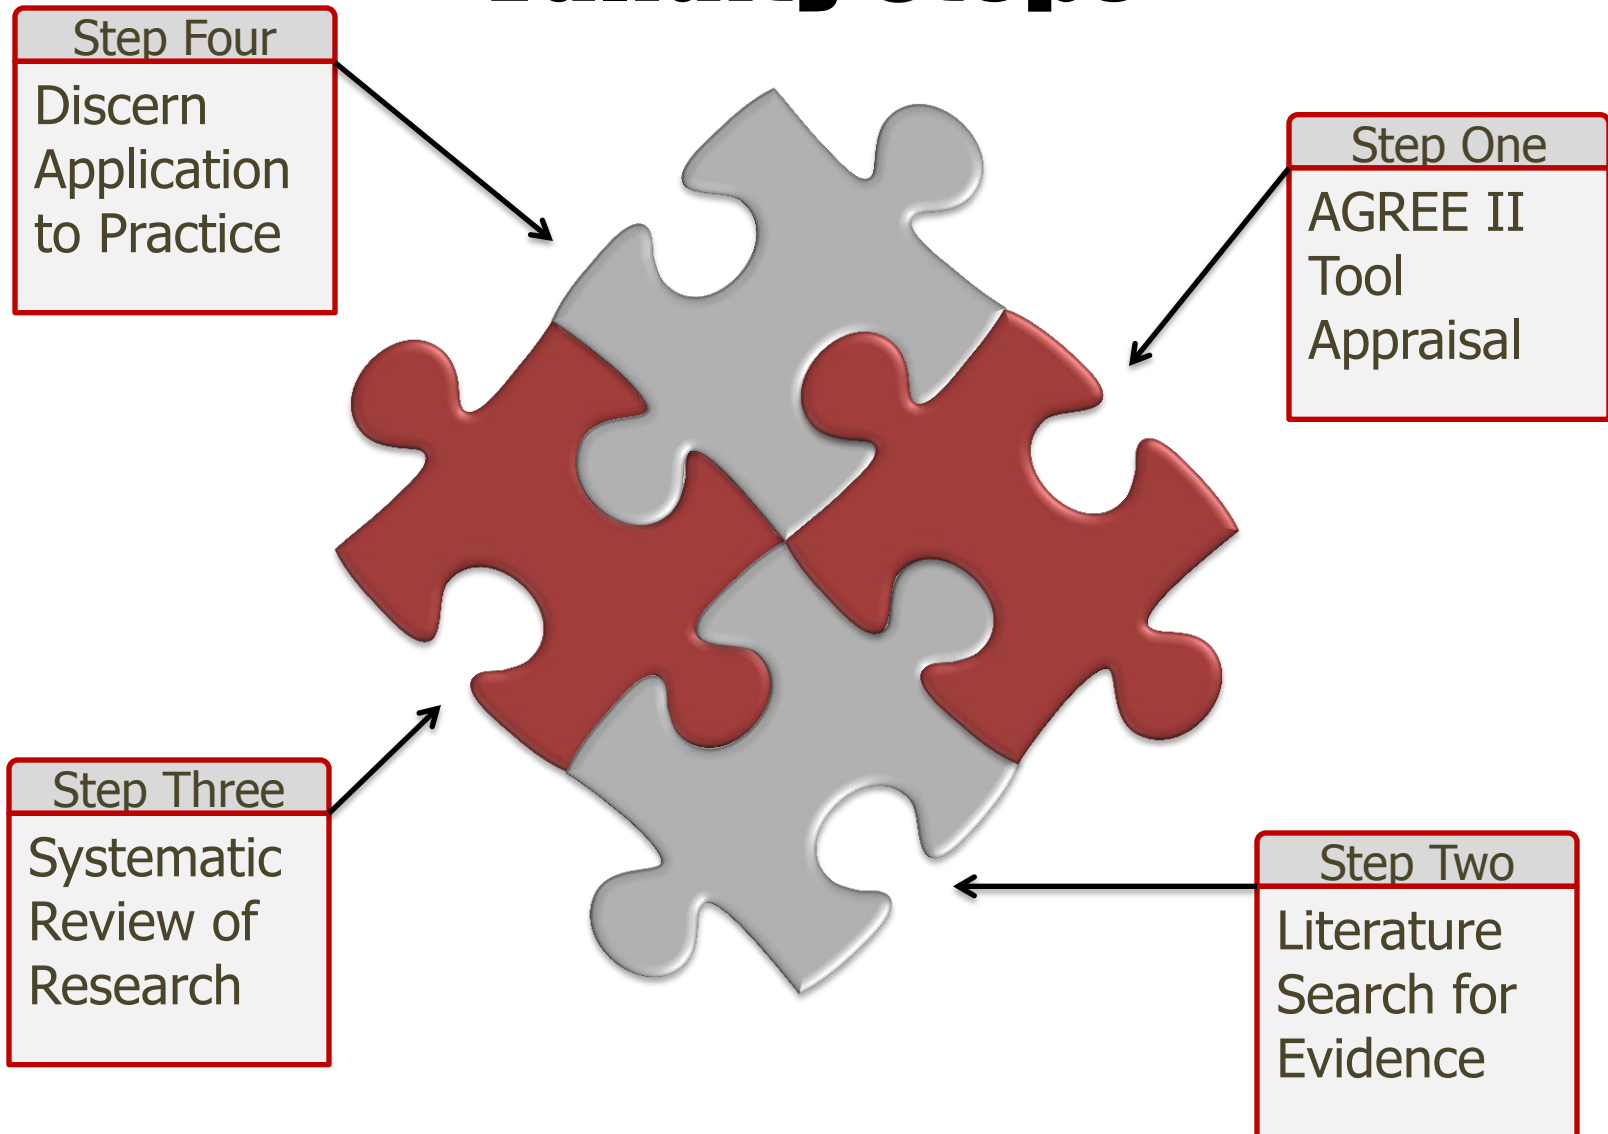 Step Four
Discern
Application
to Practice
Step One
AGREE II
Tool
Appraisal
Step Three
Systematic
Review of
Research
Step Two
Literature
Search for
Evidence